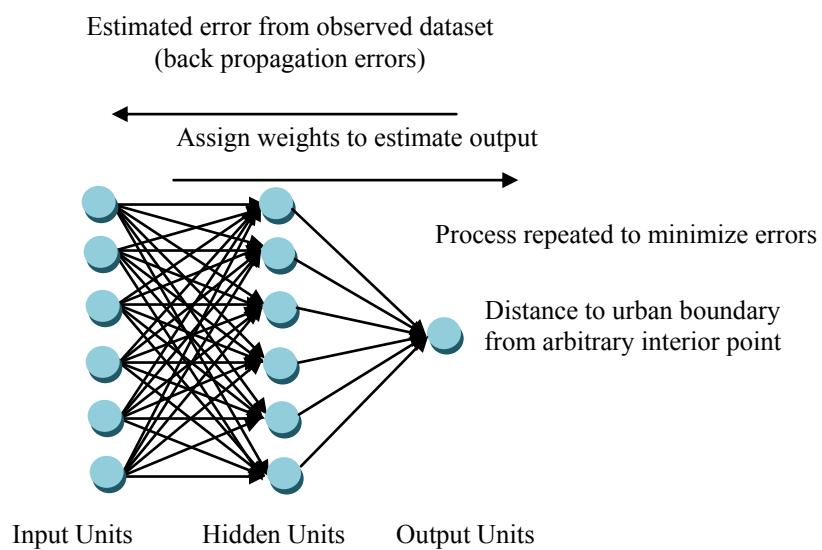 Estimated error from observed dataset
(back propagation errors)
Assign weights to estimate output
Process repeated to minimize errors
Distance to urban boundary
from arbitrary interior point
Input Units
Hidden Units
Output Units